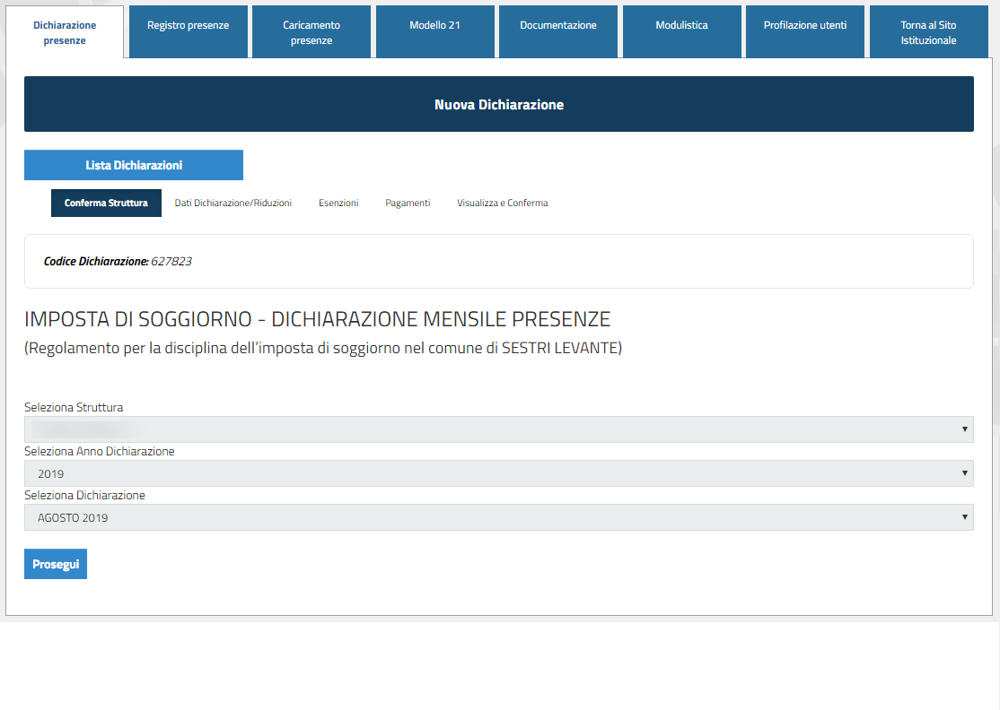 Dichiarazione
presenze
Registro presenze
Caricamento
presenze
Modello 21
Documentazione
Modulistica
Profilazione utenti
Torna al Sito
Istituzionale
Nuova Dichiarazione
Lista Dichiarazioni
Conferma Struttura
Dati Dichiarazione/Riduzioni
Esenzioni
Pagamenti
Visualizza e Conferma
Codice Dichiarazione: 627823
IMPOSTA DI SOGGIORNO - DICHIARAZIONE MENSILE PRESENZE
(Regolamento per la disciplina dell'imposta di soggiorno nel comune di SESTRI LEVANTE)
Seleziona Struttura
Seleziona Anno Dichiarazione
2019
Seleziona Dichiarazione
AGOSTO 2019
Prosegui